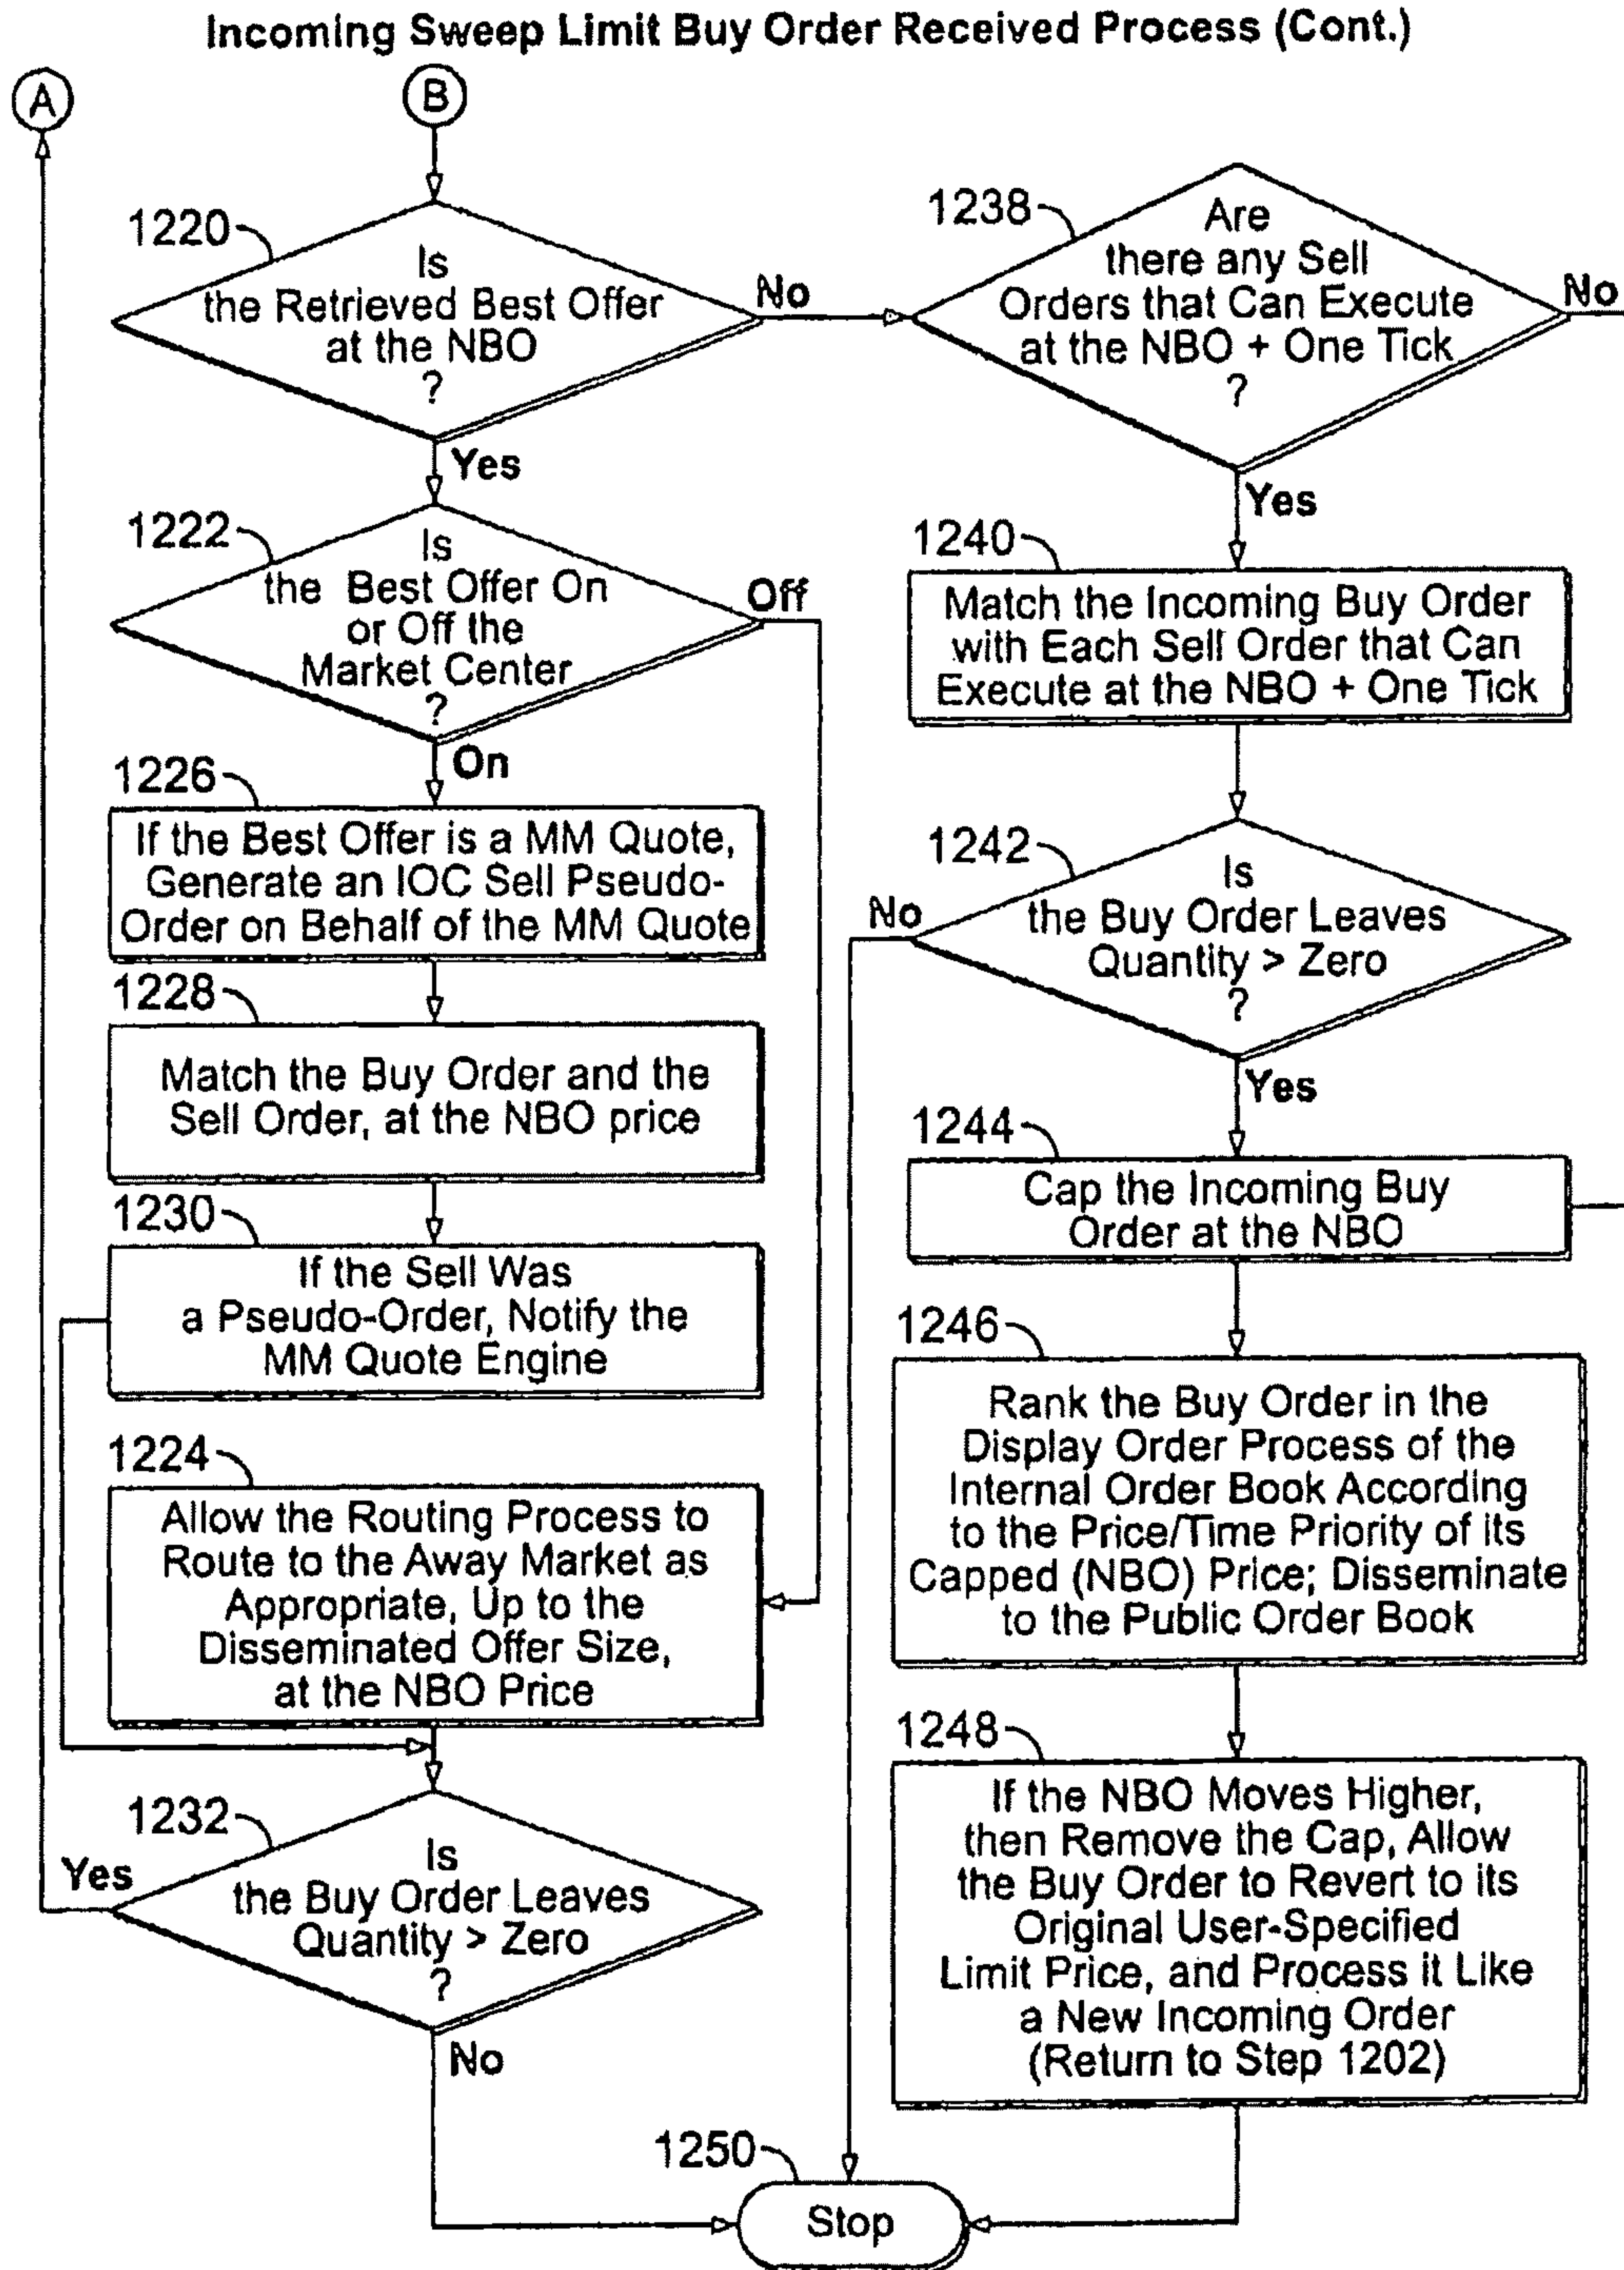 Incoming Sweep Limit Buy Order Received Process (Cont.)
A
B
1220
Is
the Retrieved Best Offer
at the NBO
?
No
Yes
1222
Is
the Best Offer On
or Off the
Market Center
?
Off
On
1226
If the Best Offer is a MM Quote,
Generate an IOC Sell Pseudo-
Order on Behalf of the MM Quote
1228
Match the Buy Order and the
Sell Order, at the NBO price
1230
If the Sell Was
a Pseudo-Order, Notify the
MM Quote Engine
1224
Allow the Routing Process to
Route to the Away Market as
Appropriate, Up to the
Disseminated Offer Size,
at the NBO Price
1232
Is
the Buy Order Leaves
Quantity > Zero
?
Yes
No
1238
Are
there any Sell
Orders that Can Execute
at the NBO + One Tick
?
No
Yes
1240
Match the Incoming Buy Order
with Each Sell Order that Can
Execute at the NBO + One Tick
1242
Is
the Buy Order Leaves
Quantity > Zero
?
No
Yes
1244
Cap the Incoming Buy
Order at the NBO
1246
Rank the Buy Order in the
Display Order Process of the
Internal Order Book According
to the Price/Time Priority of its
Capped (NBO) Price; Disseminate
to the Public Order Book
1248
If the NBO Moves Higher,
then Remove the Cap, Allow
the Buy Order to Revert to its
Original User-Specified
Limit Price, and Process it Like
a New Incoming Order
(Return to Step 1202)
1250
Stop